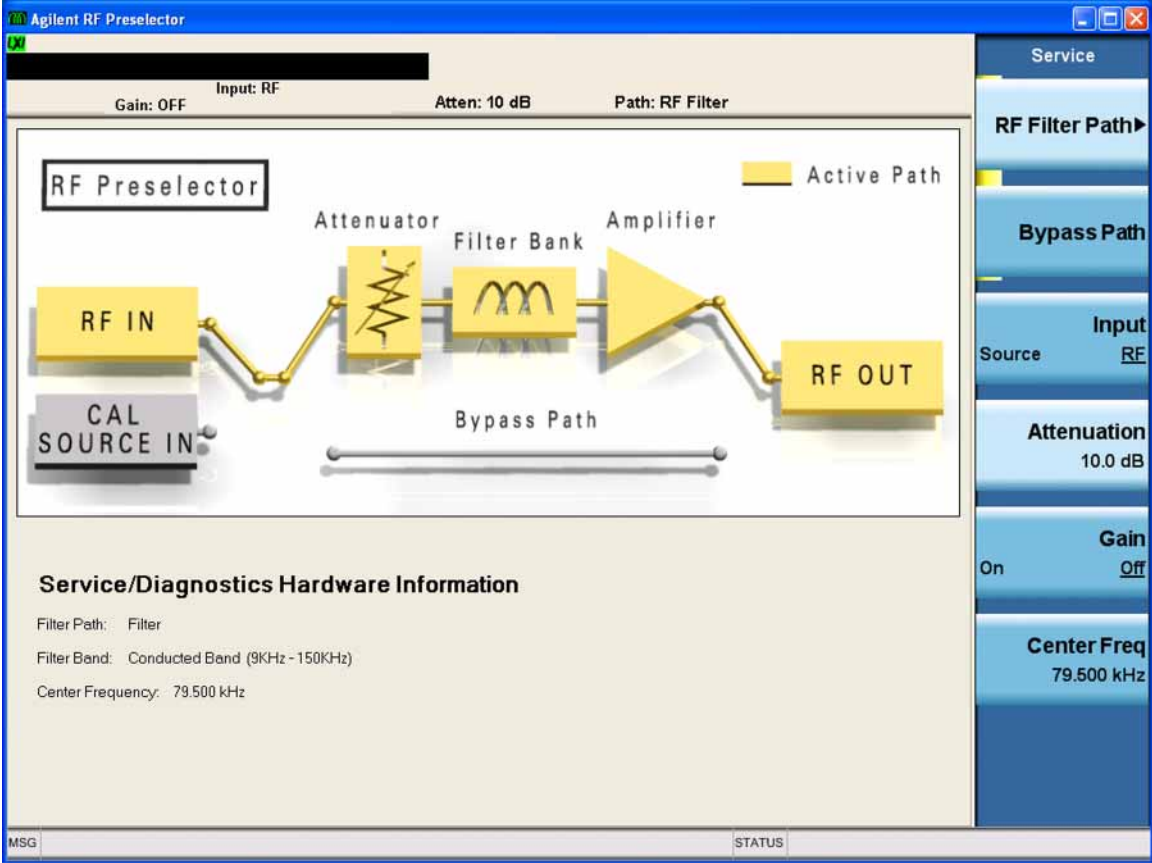 Agilent RF Preselector
LXI
Input: RF
Gain: OFF
Atten: 10 dB
Path: RF Filter
RF Preselector
Active Path
Attenuator
Filter Bank
Amplifier
RF IN
RF OUT
CAL
SOURCE IN
Bypass Path
Service/Diagnostics Hardware Information
Filter Path: Filter
Filter Band: Conducted Band (9KHz - 150KHz)
Center Frequency: 79.500 kHz
Service
RF Filter Path
Bypass Path
Input
Source RF
Attenuation
10.0 dB
Gain
On Off
Center Freq
79.500 kHz
MSG
STATUS